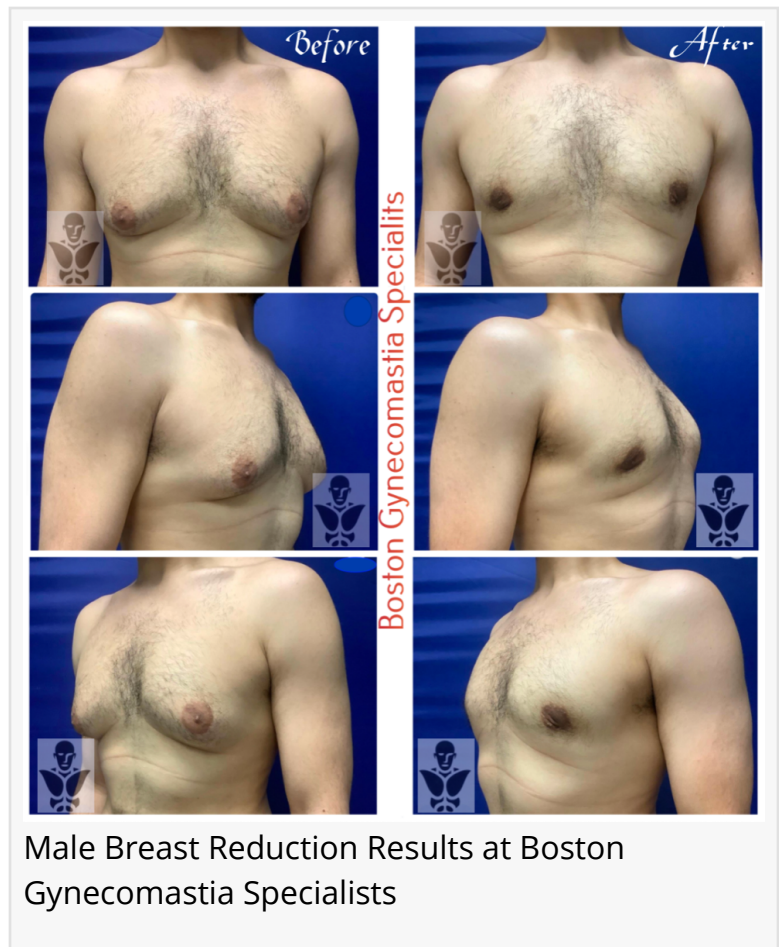 Before
After
Boston Gynecomastia Specialits
Male Breast Reduction Results at Boston
Gynecomastia Specialists